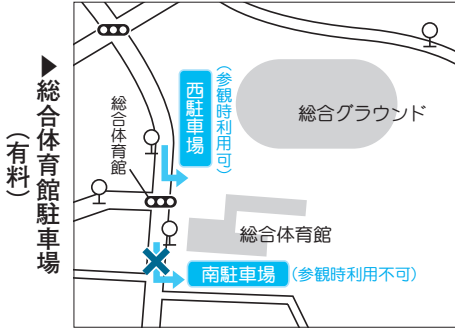 ▶総合体育館駐車場
(有料)
西駐車場
(参観時利用可)
総合グラウンド
総合体育館
総合体育館
南駐車場
(参観時利用不可)